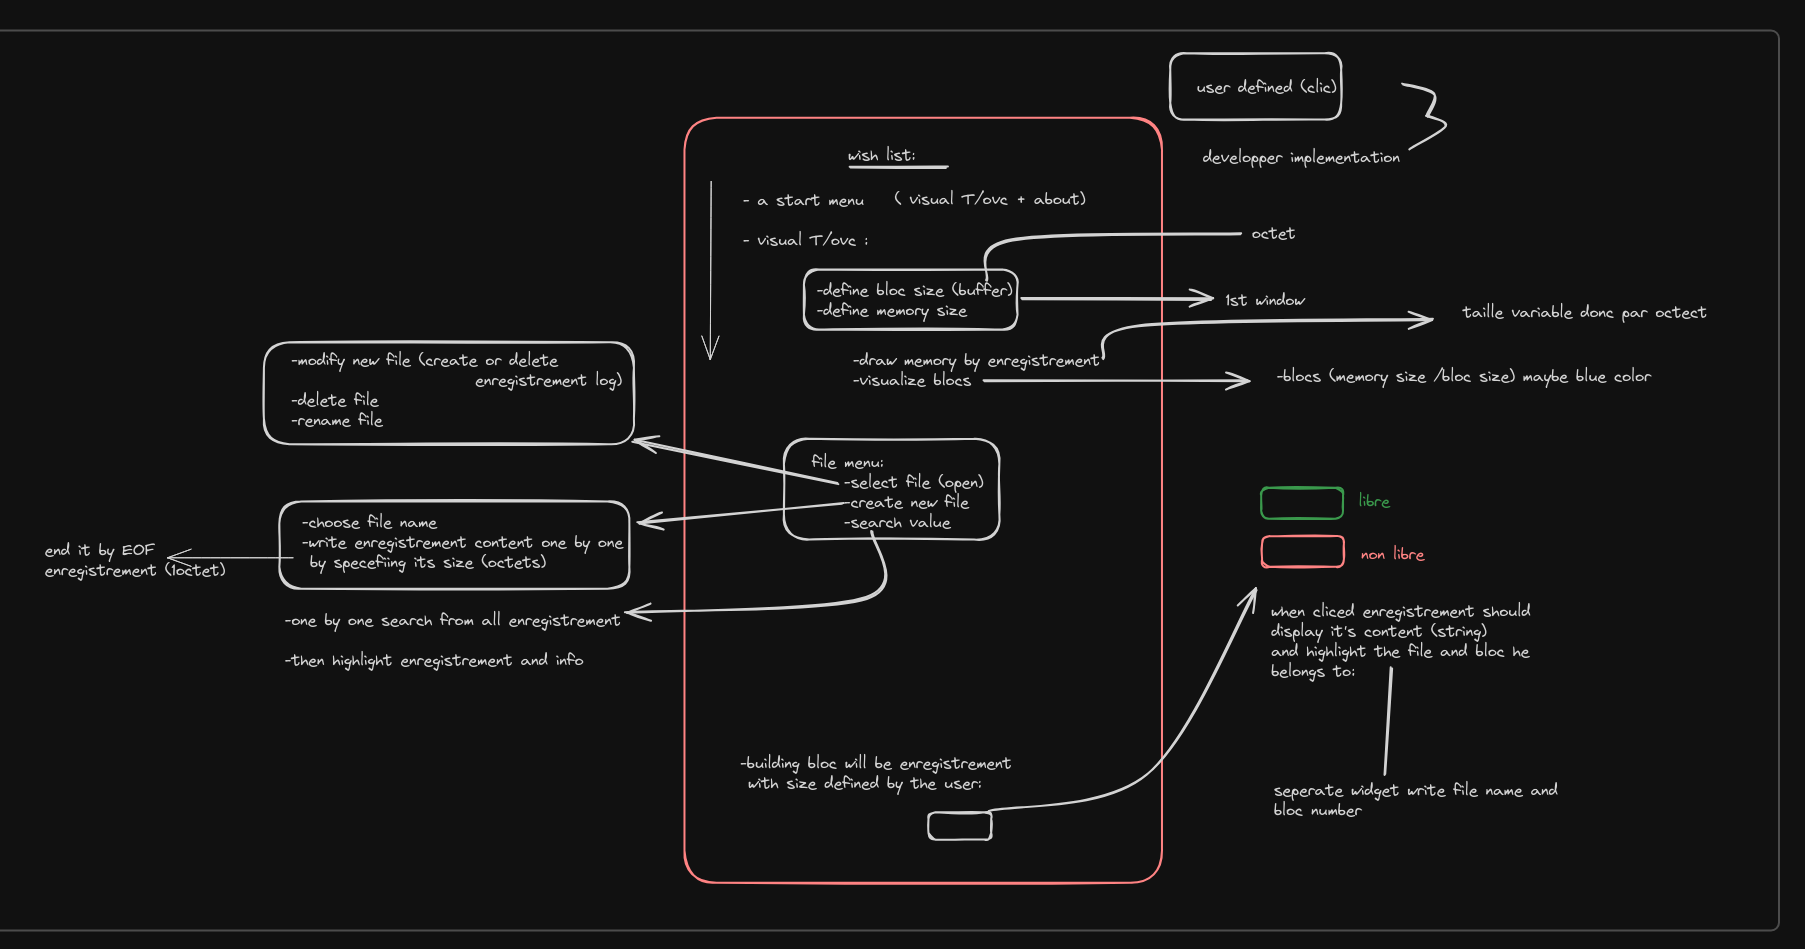 user defined (clic)
developper implementation
wish list:
- a start menu ( visual T/ovc + about)
- visual T/ovc :
octet
-define bloc size (buffer)
-define memory size
1st window
taille variable donc par octect
-draw memory by enregistrement
-visualize blocs
-blocs (memory size /bloc size) maybe blue color
-modify new file (create or delete
enregistrement log)
-delete file
-rename file
file menu:
-select file (open)
-create new file
-search value
-choose file name
-write enregistrement content one by one
by specefiing its size (octets)
end it by EOF
enregistrement (1octet)
-one by one search from all enregistrement
-then highlight enregistrement and info
libre
non libre
when cliced enregistrement should
display it's content (string)
and highlight the file and bloc he
belongs to:
seperate widget write file name and
bloc number
-building bloc will be enregistrement
with size defined by the user: